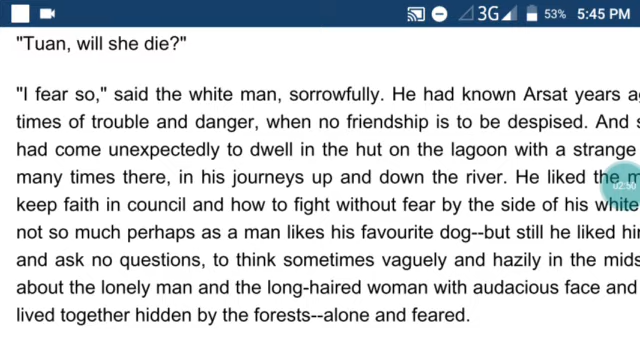 3G 53% 5:45 PM
"Tuan, will she die?"
"I fear so," said the white man, sorrowfully. He had known Arsat years
times of trouble and danger, when no friendship is to be despised. And
had come unexpectedly to dwell in the hut on the lagoon with a strange
many times there, in his journeys up and down the river. He liked the
keep faith in council and how to fight without fear by the side of his white
not so much perhaps as a man likes his favourite dog--but still he liked
and ask no questions, to think sometimes vaguely and hazily in the
about the lonely man and the long-haired woman with audacious face and
lived together hidden by the forests--alone and feared.